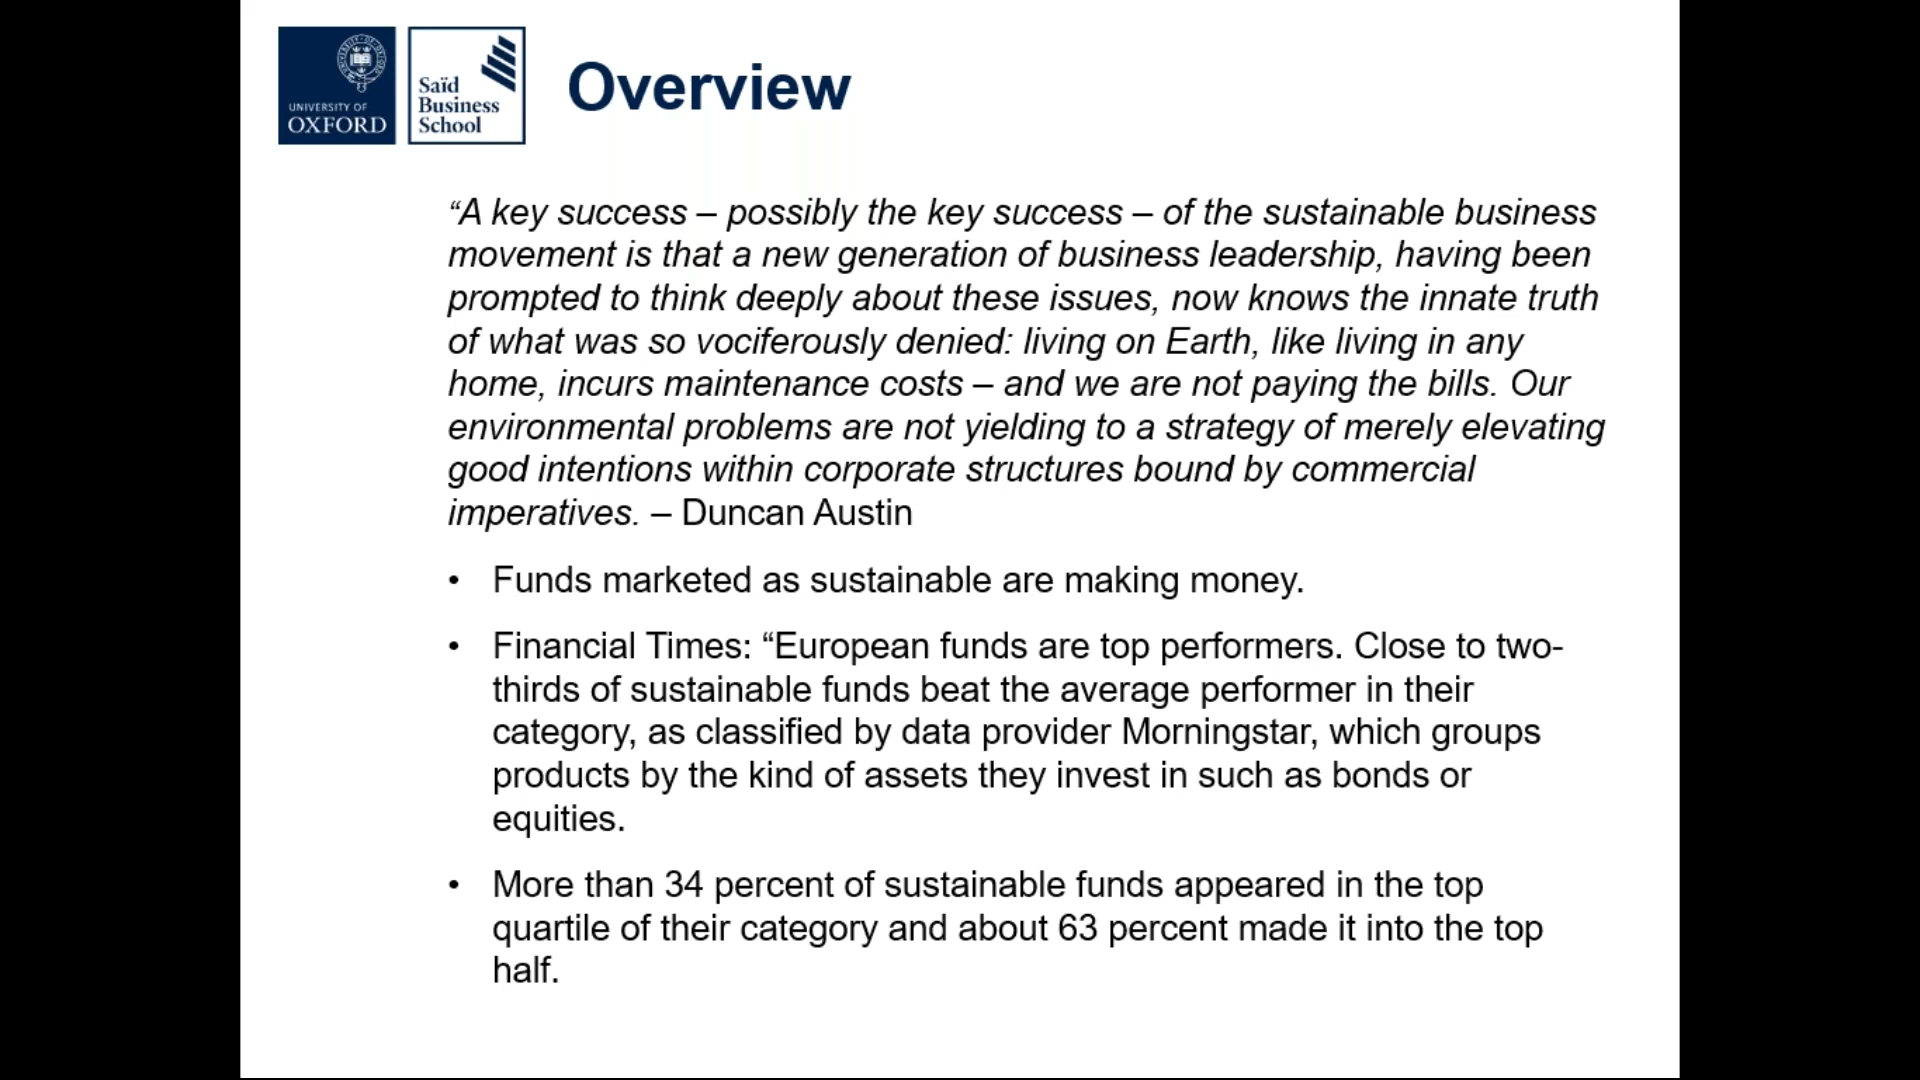 UNIVERSITY OF
OXFORD
Saïd
Business
School
Overview
“A key success – possibly the key success – of the sustainable business
movement is that a new generation of business leadership, having been
prompted to think deeply about these issues, now knows the innate truth
of what was so vociferously denied: living on Earth, like living in any
home, incurs maintenance costs – and we are not paying the bills. Our
environmental problems are not yielding to a strategy of merely elevating
good intentions within corporate structures bound by commercial
imperatives. – Duncan Austin
• Funds marketed as sustainable are making money.
• Financial Times: “European funds are top performers. Close to two-
thirds of sustainable funds beat the average performer in their
category, as classified by data provider Morningstar, which groups
products by the kind of assets they invest in such as bonds or
equities.
• More than 34 percent of sustainable funds appeared in the top
quartile of their category and about 63 percent made it into the top
half.